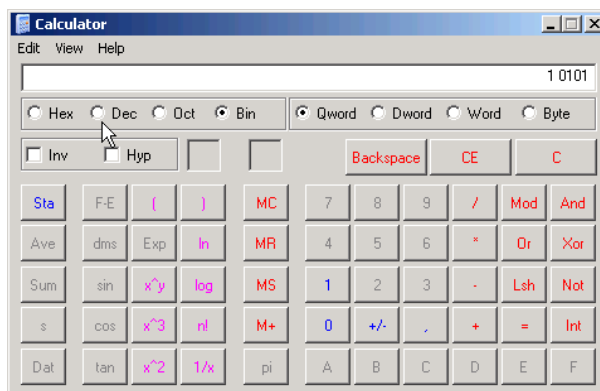 Calculator
Edit View Help
1 0101
Hex Dec Oct Bin Qword Dword Word Byte
Inv Hyp Backspace CE C
Sta F-E ( ) MC 7 8 9 / Mod And
Ave dms Exp ln MR 4 5 6 * Or Xor
Sum sin x^y log MS 1 2 3 - Lsh Not
s cos x^3 n! M+ 0 +/- , + = Int
Dat tan x^2 1/x pi A B C D E F